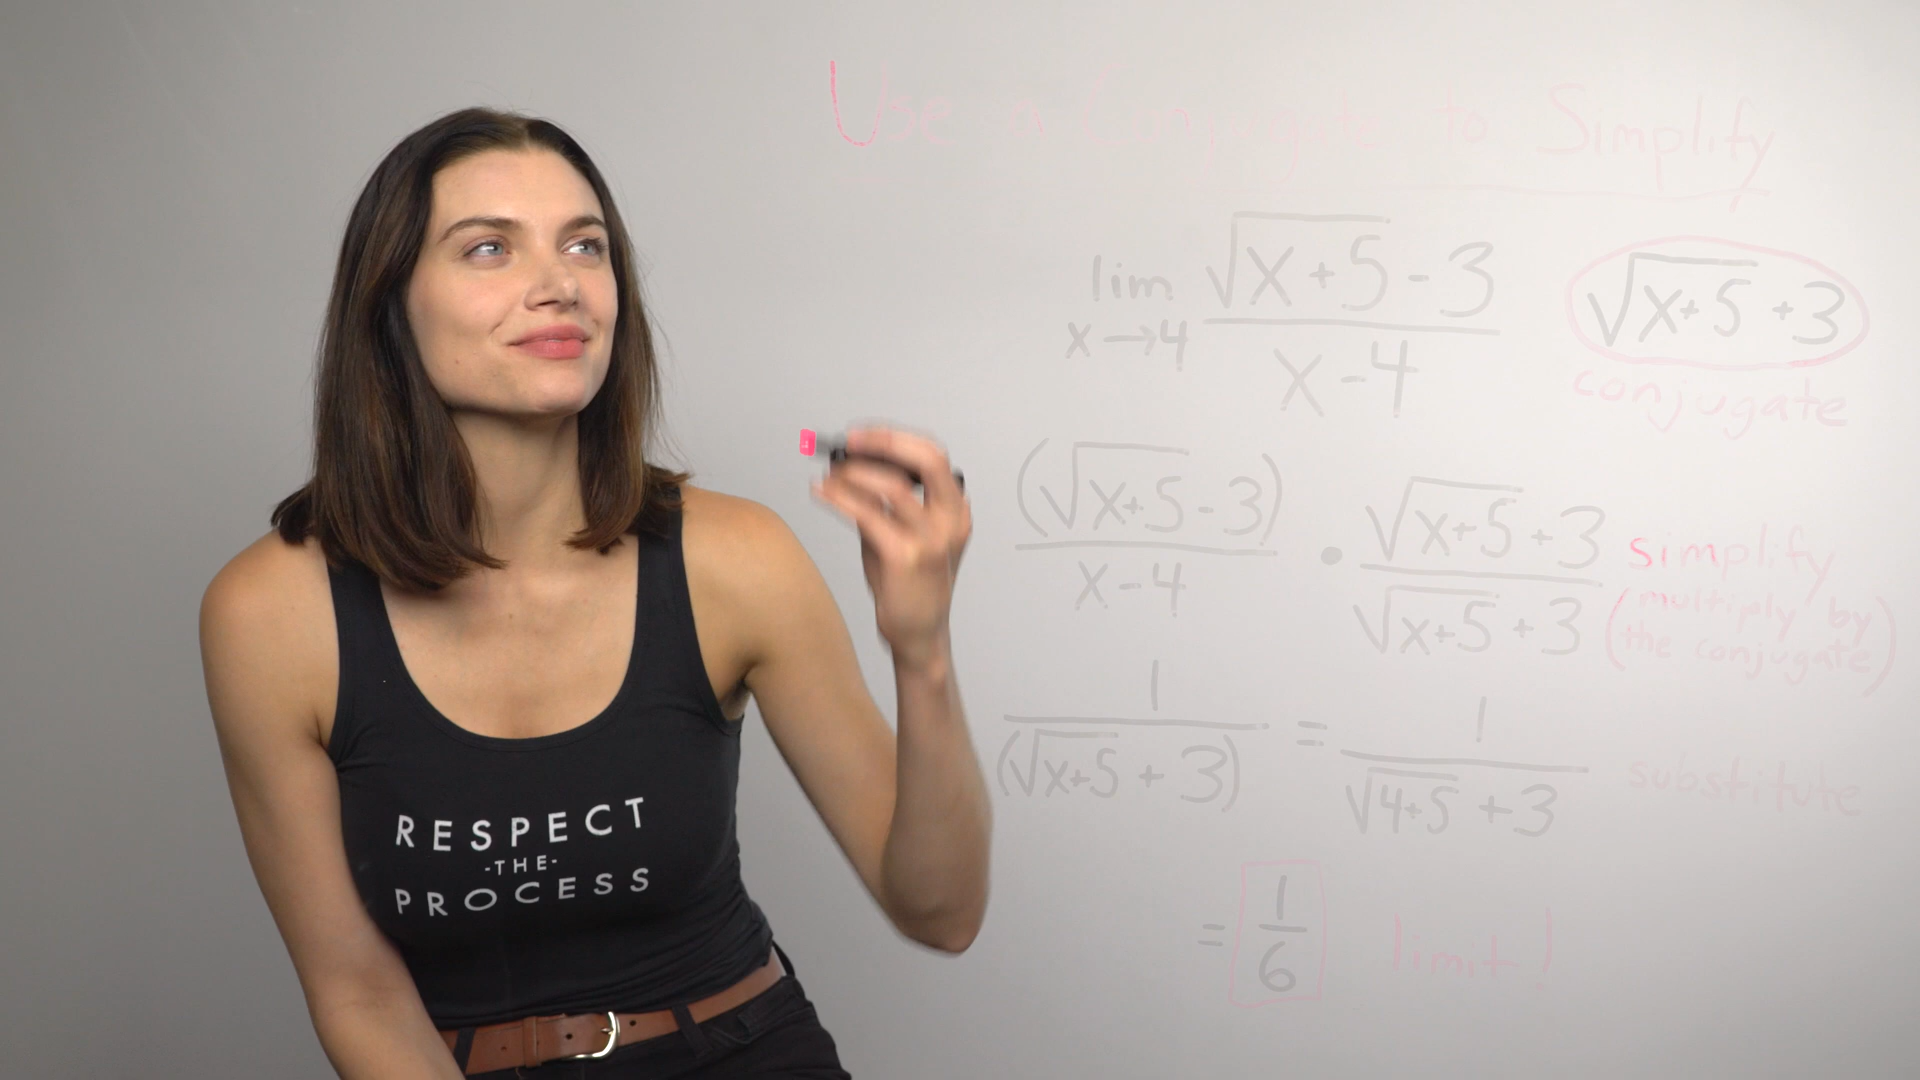 Use a Conjugate to Simplify
lim x→4 (√x+5 - 3)/(x-4)
√x+5 + 3
conjugate
(√x+5 - 3)/(x-4) • (√x+5 + 3)/(√x+5 + 3)
simplify
(multiply by
the conjugate)
1/(√x+5 + 3) = 1/(√4+5 + 3)
substitute
= 1/6 limit!
RESPECT
-THE-
PROCESS